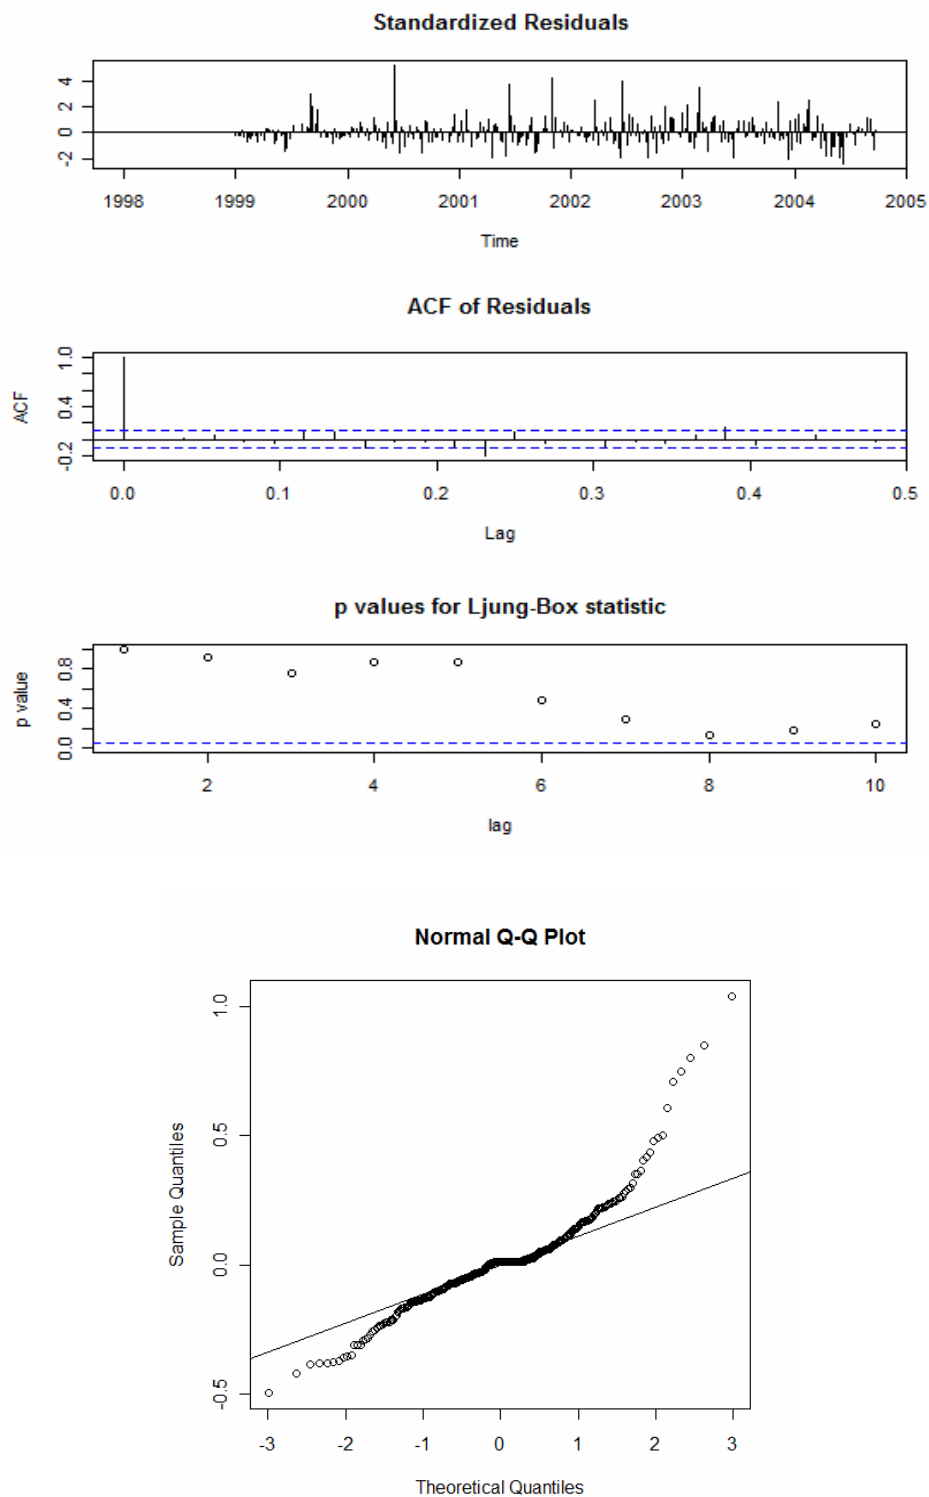 Standardized Residuals
4
2
0
-2
1998 1999 2000 2001 2002 2003 2004 2005
Time
ACF of Residuals
ACF
1.0
0.4
-0.2
0.0 0.1 0.2 0.3 0.4 0.5
Lag
p values for Ljung-Box statistic
p value
0.8
0.4
0.0
2 4 6 8 10
lag
Normal Q-Q Plot
Sample Quantiles
1.0
0.5
0.0
-0.5
-3 -2 -1 0 1 2 3
Theoretical Quantiles